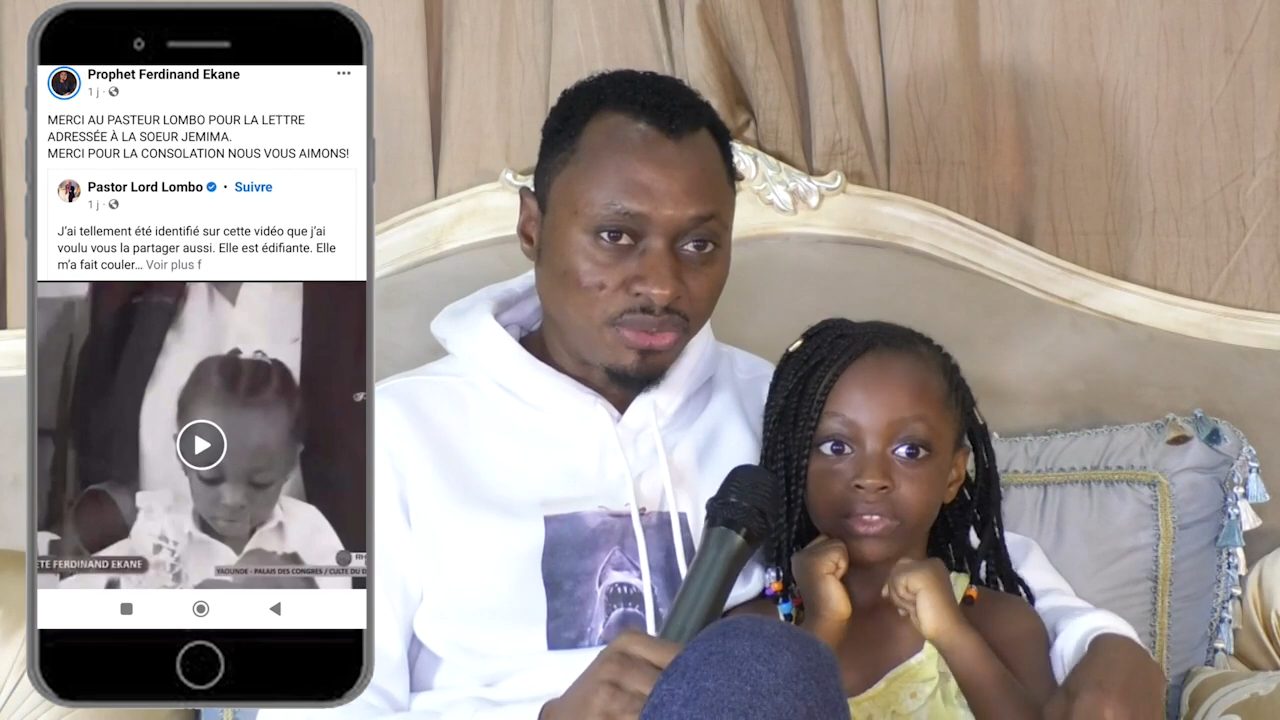 Prophet Ferdinand Ekane
1 j ·
MERCI AU PASTEUR LOMBO POUR LA LETTRE
ADRESSÉE À LA SOEUR JEMIMA.
MERCI POUR LA CONSOLATION NOUS VOUS AIMONS!
Pastor Lord Lombo • Suivre
1 j ·
J'ai tellement été identifié sur cette vidéo que j'ai
voulu vous la partager aussi. Elle est édifiante. Elle
m'a fait couler... Voir plus f
ETE FERDINAND EKANE
RH
YAOUNDE - PALAIS DES CONGRES / CULTE DU D